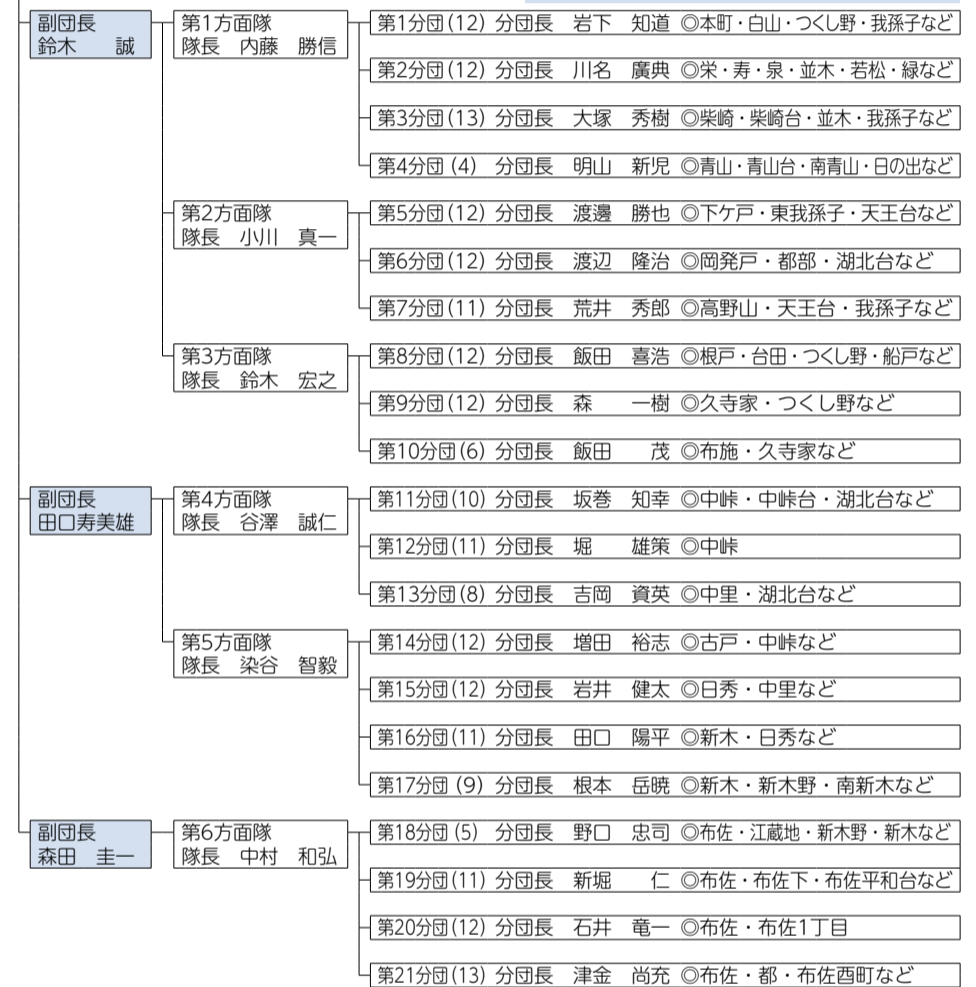 副団長
鈴木　誠
第1方面隊
隊長　内藤　勝信
第1分団(12) 分団長　岩下　知道 ◎本町・白山・つくし野・我孫子など
第2分団(12) 分団長　川名　廣典 ◎栄・寿・泉・並木・若松・緑など
第3分団(13) 分団長　大塚　秀樹 ◎柴崎・柴崎台・並木・我孫子など
第4分団(4) 分団長　明山　新児 ◎青山・青山台・南青山・日の出など
第2方面隊
隊長　小川　真一
第5分団(12) 分団長　渡邊　勝也 ◎下ケ戸・東我孫子・天王台など
第6分団(12) 分団長　渡辺　隆治 ◎岡発戸・都部・湖北台など
第7分団(11) 分団長　荒井　秀郎 ◎高野山・天王台・我孫子など
第3方面隊
隊長　鈴木　宏之
第8分団(12) 分団長　飯田　喜浩 ◎根戸・台田・つくし野・船戸など
第9分団(12) 分団長　森　一樹 ◎久寺家・つくし野など
第10分団(6) 分団長　飯田　茂 ◎布施・久寺家など
副団長
田口寿美雄
第4方面隊
隊長　谷澤　誠仁
第11分団(10) 分団長　坂巻　知幸 ◎中峠・中峠台・湖北台など
第12分団(11) 分団長　堀　雄策 ◎中峠
第13分団(8) 分団長　吉岡　資英 ◎中里・湖北台など
第5方面隊
隊長　染谷　智毅
第14分団(12) 分団長　増田　裕志 ◎古戸・中峠など
第15分団(12) 分団長　岩井　健太 ◎日秀・中里など
第16分団(11) 分団長　田口　陽平 ◎新木・日秀など
第17分団(9) 分団長　根本　岳暁 ◎新木・新木野・南新木など
副団長
森田　圭一
第6方面隊
隊長　中村　和弘
第18分団(5) 分団長　野口　忠司 ◎布佐・江蔵地・新木野・新木など
第19分団(11) 分団長　新堀　仁 ◎布佐・布佐下・布佐平和台など
第20分団(12) 分団長　石井　竜一 ◎布佐・布佐1丁目
第21分団(13) 分団長　津金　尚充 ◎布佐・都・布佐酉町など